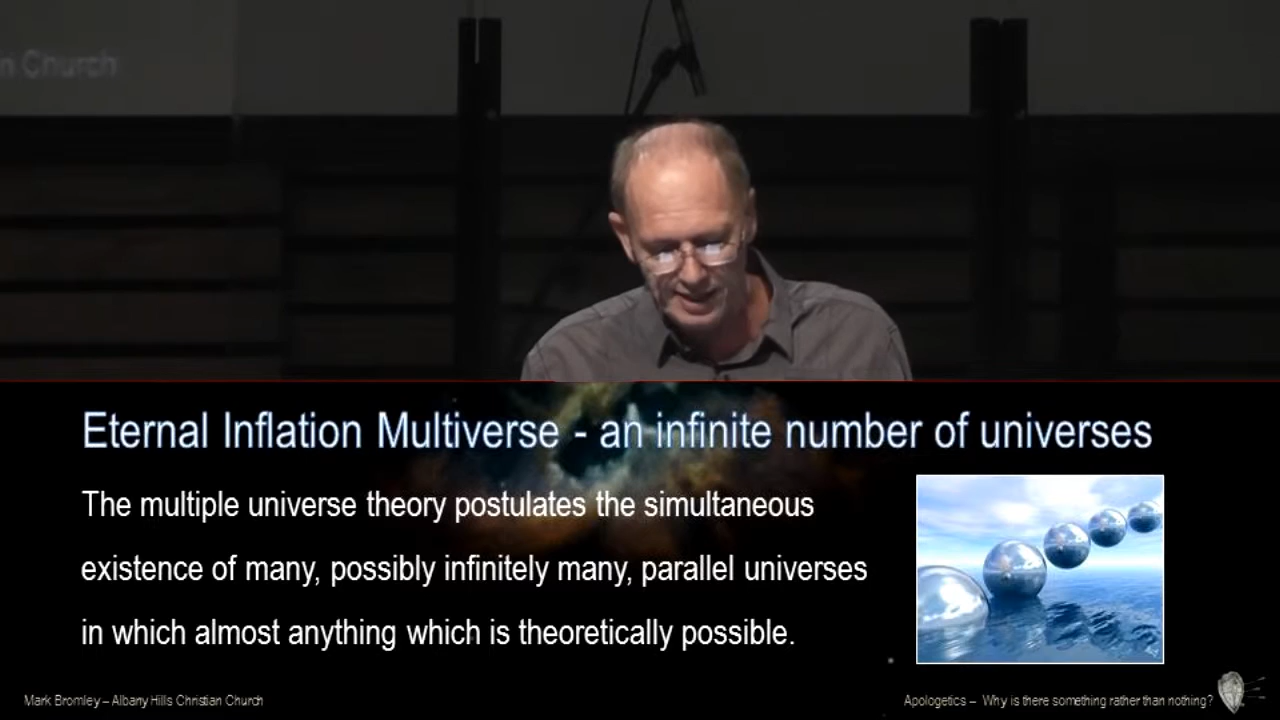 n Church
Eternal Inflation Multiverse - an infinite number of universes
The multiple universe theory postulates the simultaneous
existence of many, possibly infinitely many, parallel universes
in which almost anything which is theoretically possible.
Mark Bromley – Albany Hills Christian Church
Apologetics – Why is there something rather than nothing?